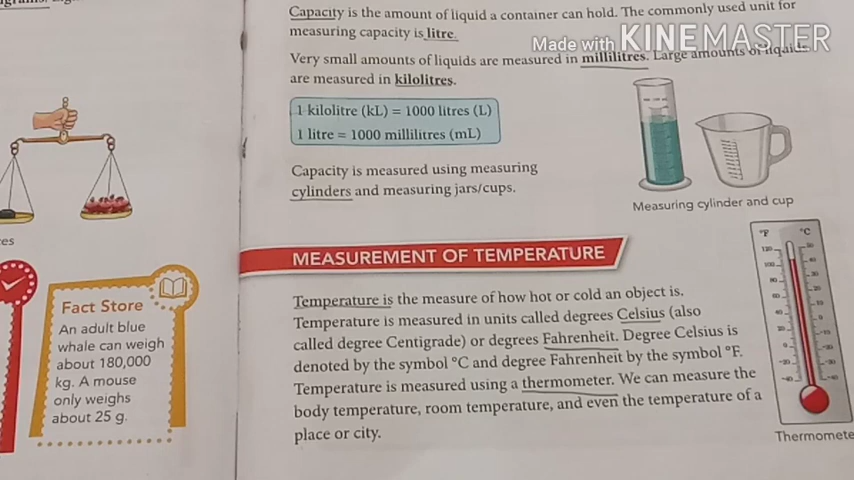 Capacity is the amount of liquid a container can hold. The commonly used unit for
measuring capacity is litre.
Made with KINEMASTER
Very small amounts of liquids are measured in millilitres. Large amounts of liquids
are measured in kilolitres.
1 kilolitre (kL) = 1000 litres (L)
1 litre = 1000 millilitres (mL)
Capacity is measured using measuring
cylinders and measuring jars/cups.
Measuring cylinder and cup
MEASUREMENT OF TEMPERATURE
Temperature is the measure of how hot or cold an object is.
Temperature is measured in units called degrees Celsius (also
called degree Centigrade) or degrees Fahrenheit. Degree Celsius is
denoted by the symbol °C and degree Fahrenheit by the symbol °F.
Temperature is measured using a thermometer. We can measure the
body temperature, room temperature, and even the temperature of a
place or city.
°F °C
Thermomete
Fact Store
An adult blue
whale can weigh
about 180,000
kg. A mouse
only weighs
about 25 g.